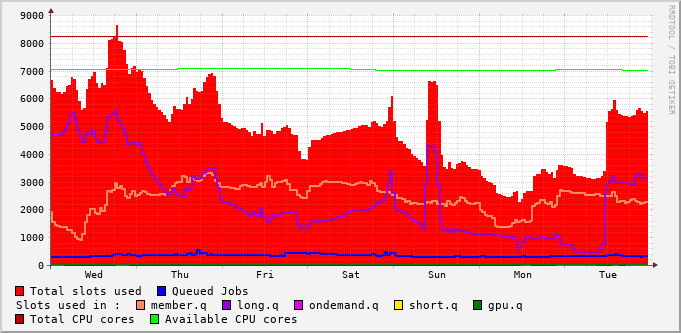 9000
8000
7000
6000
5000
4000
3000
2000
1000
0
Wed Thu Fri Sat Sun Mon Tue
Total slots used Queued Jobs
Slots used in : member.q long.q ondemand.q short.q gpu.q
Total CPU cores Available CPU cores
RRDTOOL / TOBI OETIKER